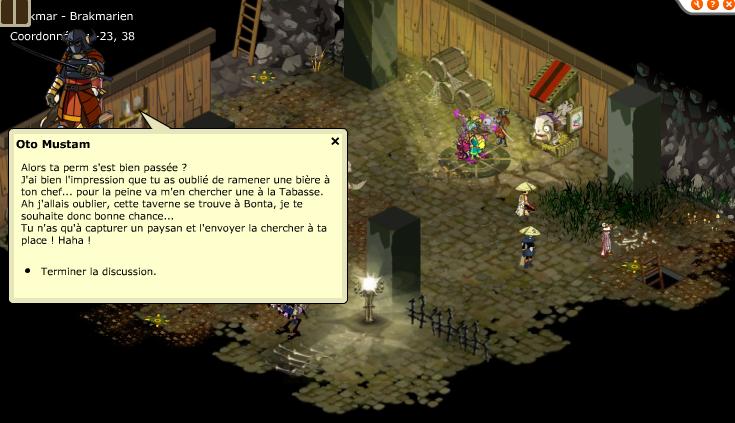 kmar - Brakmarien
Coordonné -23, 38
Oto Mustam
Alors ta perm s'est bien passée ?
J'ai bien l'impression que tu as oublié de ramener une bière à
ton chef... pour la peine va m'en chercher une à la Tabasse.
Ah j'allais oublier, cette taverne se trouve à Bonta, je te
souhaite donc bonne chance...
Tu n'as qu'à capturer un paysan et l'envoyer la chercher à ta
place ! Haha !
Terminer la discussion.